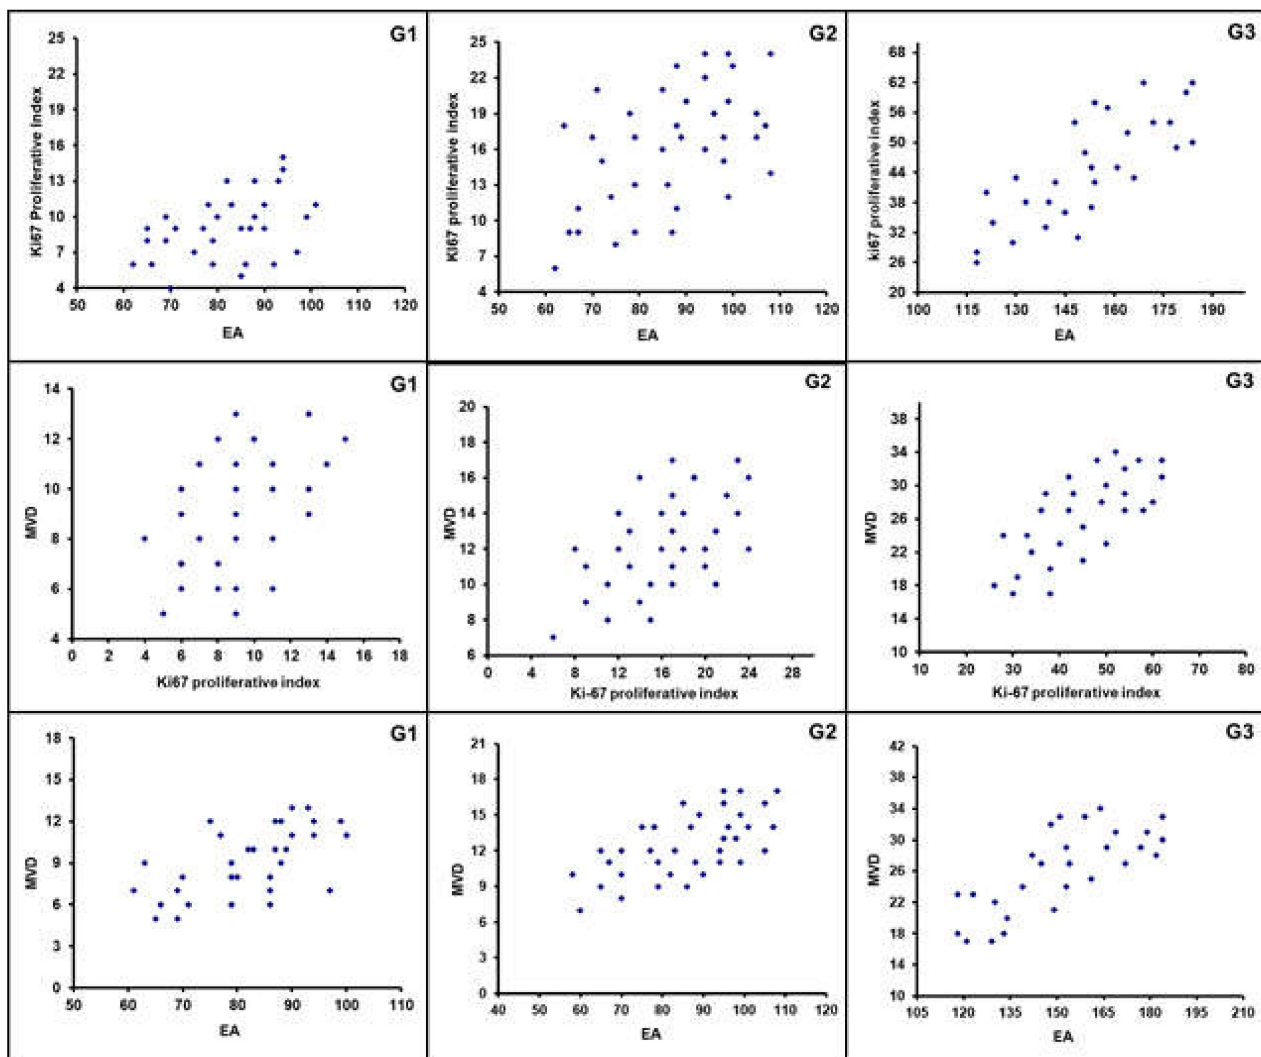 G1
Ki67 Proliferative index
25
22
19
16
13
10
7
4
50 60 70 80 90 100 110 120
EA
G2
KI67 proliferative index
25
22
19
16
13
10
7
4
50 60 70 80 90 100 110 120
EA
G3
ki67 proliferative index
68
62
56
50
44
38
32
26
20
100 115 130 145 160 175 190
EA
G1
MVD
14
12
10
8
6
4
0 2 4 6 8 10 12 14 16 18
Ki67 proliferative index
G2
MVD
20
18
16
14
12
10
8
6
0 4 8 12 16 20 24 28
Ki-67 proliferative index
G3
MVD
38
34
30
26
22
18
14
10
10 20 30 40 50 60 70 80
Ki-67 proliferative index
G1
MVD
18
15
12
9
6
3
0
50 60 70 80 90 100 110
EA
G2
MVD
21
18
15
12
9
6
3
0
40 50 60 70 80 90 100 110 120
EA
G3
MVD
42
38
34
30
26
22
18
14
10
105 120 135 150 165 180 195 210
EA